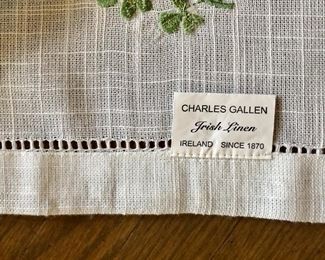 CHARLES GALLEN
Irish Linen
IRELAND SINCE 1870